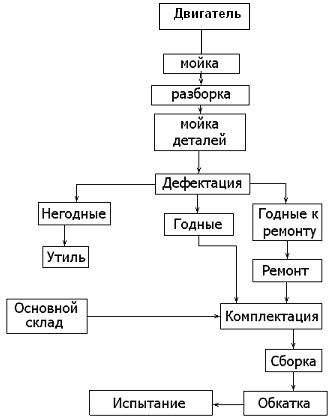 Двигатель
мойка
разборка
мойка
деталей
Дефектация
Негодные
Годные
Годные к
ремонту
Утиль
Ремонт
Основной
склад
Комплектация
Сборка
Испытание
Обкатка